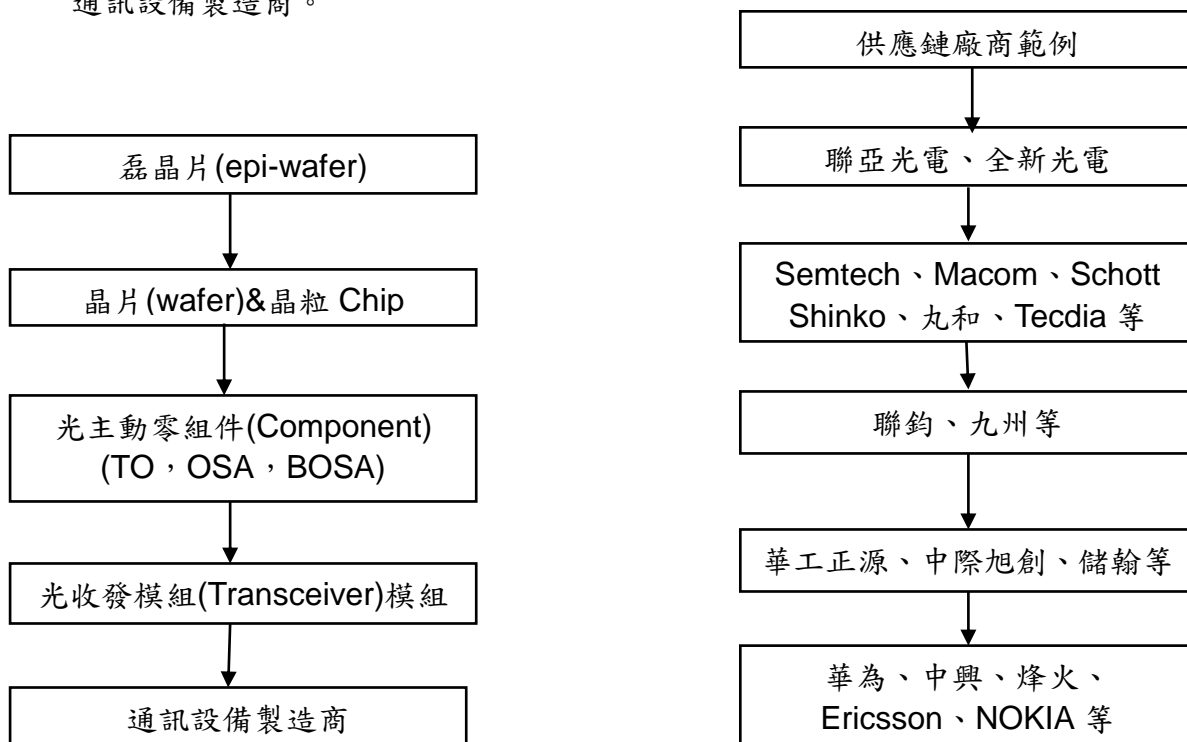 通訊設備製造商。
供應鏈廠商範例
磊晶片(epi-wafer)
聯亞光電、全新光電
晶片(wafer)&晶粒 Chip
Semtech、Macom、Schott
Shinko、丸和、Tecdia 等
光主動零組件(Component)
(TO，OSA，BOSA)
聯鈞、九州等
光收發模組(Transceiver)模組
華工正源、中際旭創、儲翰等
通訊設備製造商
華為、中興、烽火、
Ericsson、NOKIA 等